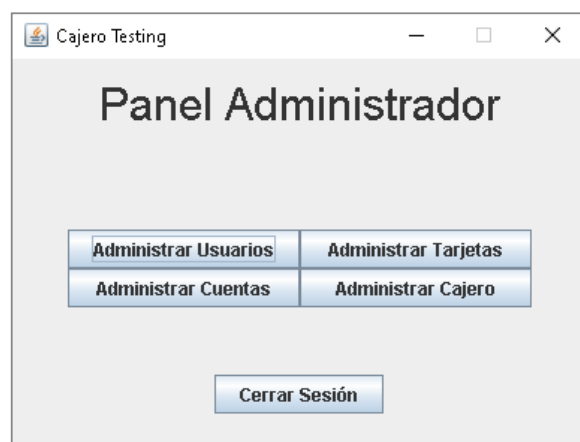 Cajero Testing
Panel Administrador
Administrar Usuarios Administrar Tarjetas
Administrar Cuentas Administrar Cajero
Cerrar Sesión